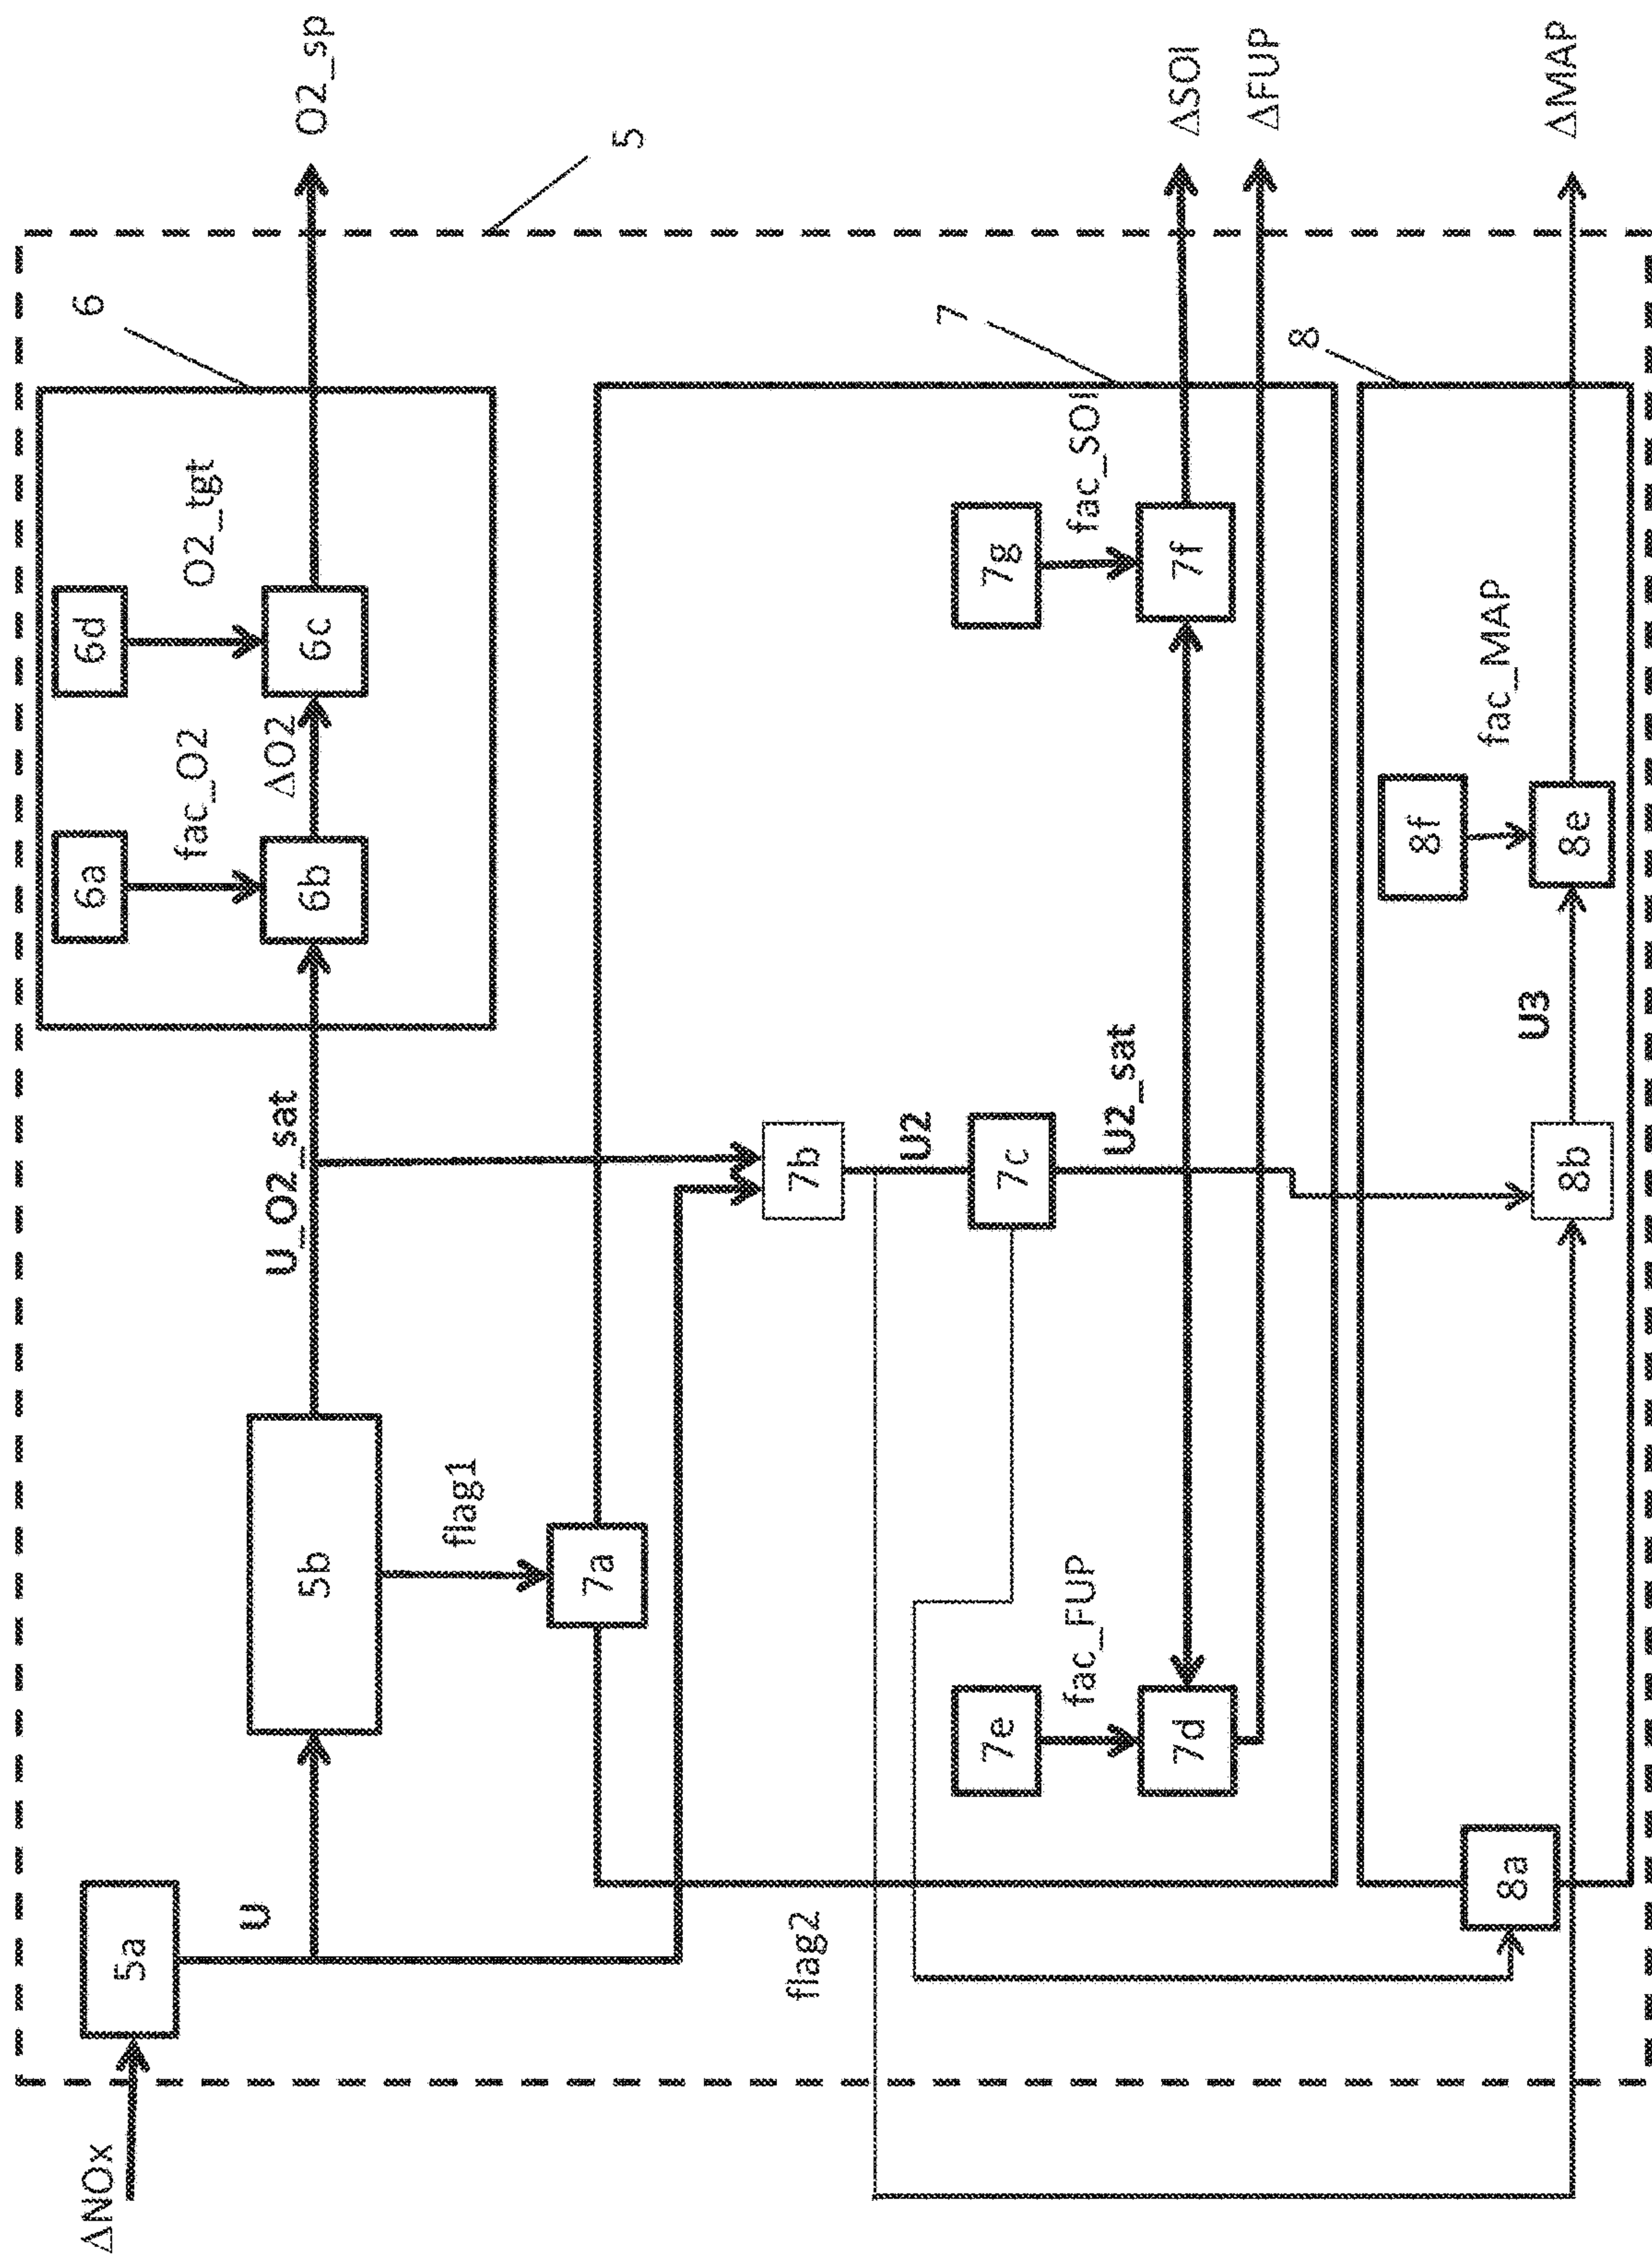 ΔNOx
5a
U
5b
flag1
U_O2_sat
6
6a
fac_O2
6b
ΔO2
6d
O2_tgt
6c
O2_sp
5
7a
7b
U2
7c
U2_sat
flag2
7
7e
fac_FUP
7d
7g
fac_SOI
7f
ΔSOI
ΔFUP
8
8a
8b
U3
8f
fac_MAP
8e
ΔMAP